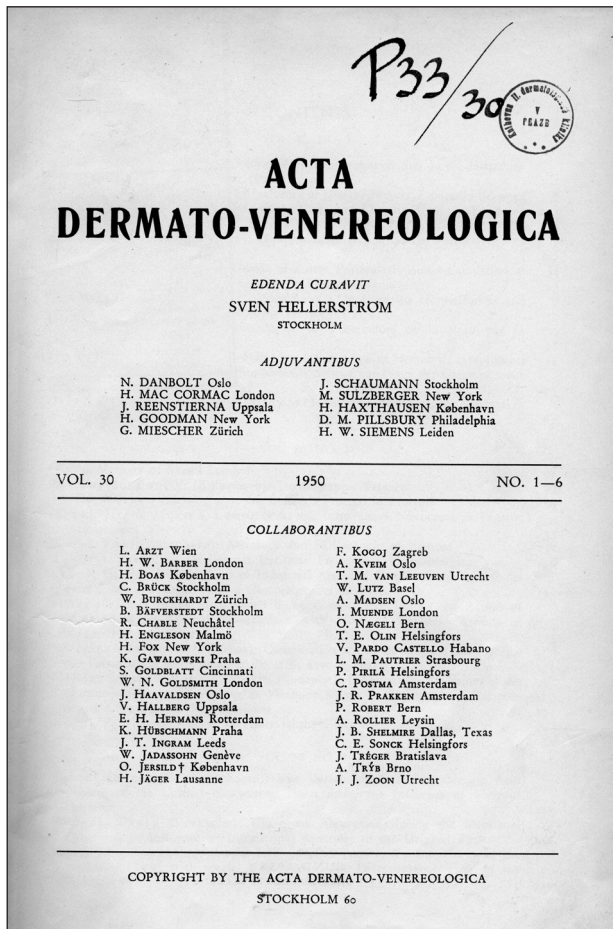 P33/30
Knihovna II. dermatologické kliniky
V
PRAZE
ACTA
DERMATO-VENEREOLOGICA
EDENDA CURAVIT
SVEN HELLERSTRÖM
STOCKHOLM
ADJUVANTIBUS
N. DANBOLT Oslo
H. MAC CORMAC London
J. REENSTIERNA Uppsala
H. GOODMAN New York
G. MIESCHER Zürich
J. SCHAUMANN Stockholm
M. SULZBERGER New York
H. HAXTHAUSEN København
D. M. PILLSBURY Philadelphia
H. W. SIEMENS Leiden
VOL. 30 1950 NO. 1—6
COLLABORANTIBUS
L. ARZT Wien
H. W. BARBER London
H. BOAS København
C. BRÜCK Stockholm
W. BURCKHARDT Zürich
B. BÄFVERSTEDT Stockholm
R. CHABLE Neuchâtel
H. ENGLESON Malmö
H. FOX New York
K. GAWALOWSKI Praha
S. GOLDBLATT Cincinnati
W. N. GOLDSMITH London
J. HAAVALDSEN Oslo
V. HALLBERG Uppsala
E. H. HERMANS Rotterdam
K. HÜBSCHMANN Praha
J. T. INGRAM Leeds
W. JADASSOHN Genève
O. JERSILD† København
H. JÄGER Lausanne
F. KOGOJ Zagreb
A. KVEIM Oslo
T. M. VAN LEEUVEN Utrecht
W. LUTZ Basel
A. MADSEN Oslo
I. MUENDE London
O. NÆGELI Bern
T. E. OLIN Helsingfors
V. PARDO CASTELLO Habano
L. M. PAUTRIER Strasbourg
P. PIRILÄ Helsingfors
C. POSTMA Amsterdam
J. R. PRAKKEN Amsterdam
P. ROBERT Bern
A. ROLLIER Leysin
J. B. SHELMIRE Dallas, Texas
C. E. SONCK Helsingfors
J. TRÉGER Bratislava
A. TRÝB Brno
J. J. ZOON Utrecht
COPYRIGHT BY THE ACTA DERMATO-VENEREOLOGICA
STOCKHOLM 60